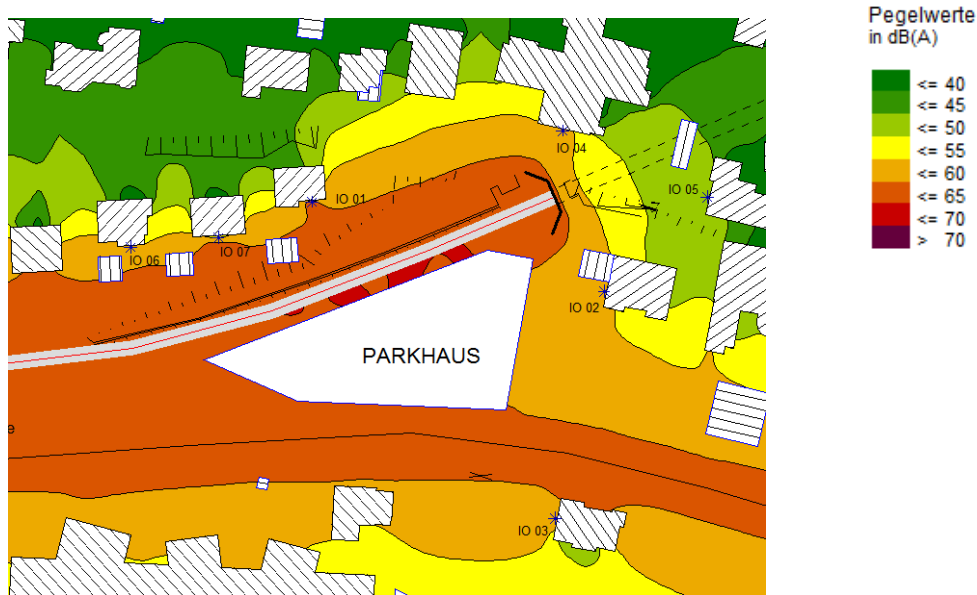 Pegelwerte
in dB(A)
<= 40
<= 45
<= 50
<= 55
<= 60
<= 65
<= 70
> 70
IO 04
IO 05
IO 01
IO 07
IO 06
IO 02
PARKHAUS
e
IO 03